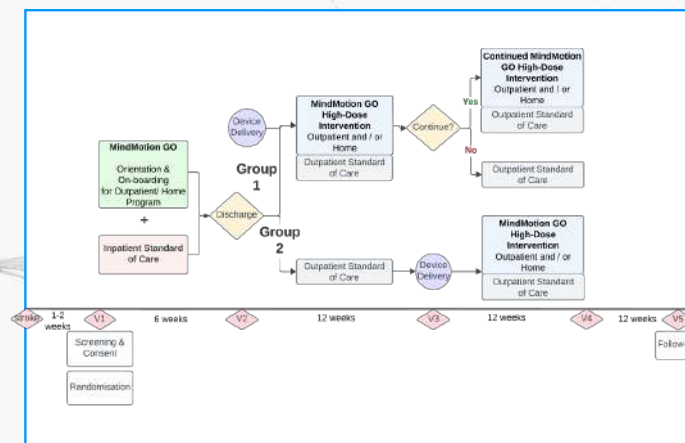 MindMotion GO
Orientation &
On-boarding
for Outpatient/ Home
Program
+
Inpatient Standard
of Care
Discharge
Device
Delivery
Group
1
Group
2
MindMotion GO
High-Dose
Intervention
Outpatient and / or
Home
Outpatient Standard
of Care
Continue?
Yes
No
Continued MindMotion
GO High-Dose
Intervention
Outpatient and / or
Home
Outpatient Standard
of Care
Outpatient Standard
of Care
Outpatient Standard
of Care
Device
Delivery
MindMotion GO
High-Dose
Intervention
Outpatient and / or
Home
Outpatient Standard
of Care
Stroke
1-2
weeks
V1
6 weeks
V2
12 weeks
V3
12 weeks
V4
12 weeks
V5
Screening &
Consent
Randomisation
Follow-